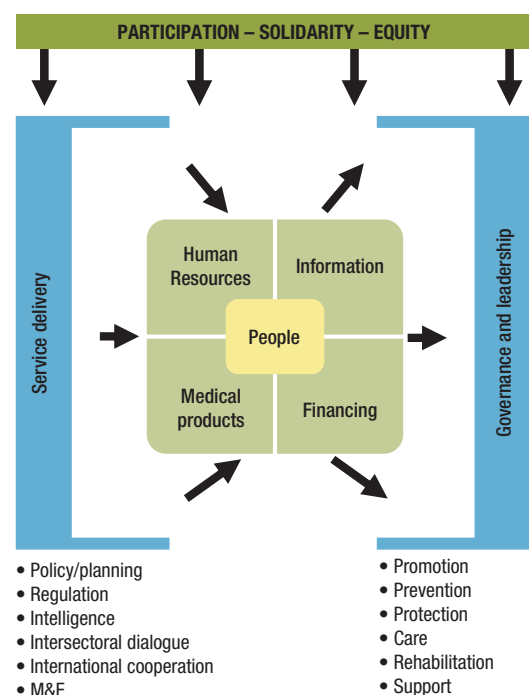 PARTICIPATION – SOLIDARITY – EQUITY
Service delivery
Human
Resources
Information
People
Medical
products
Financing
Governance and leadership
• Policy/planning
• Regulation
• Intelligence
• Intersectoral dialogue
• International cooperation
• M&E
• Promotion
• Prevention
• Protection
• Care
• Rehabilitation
• Support